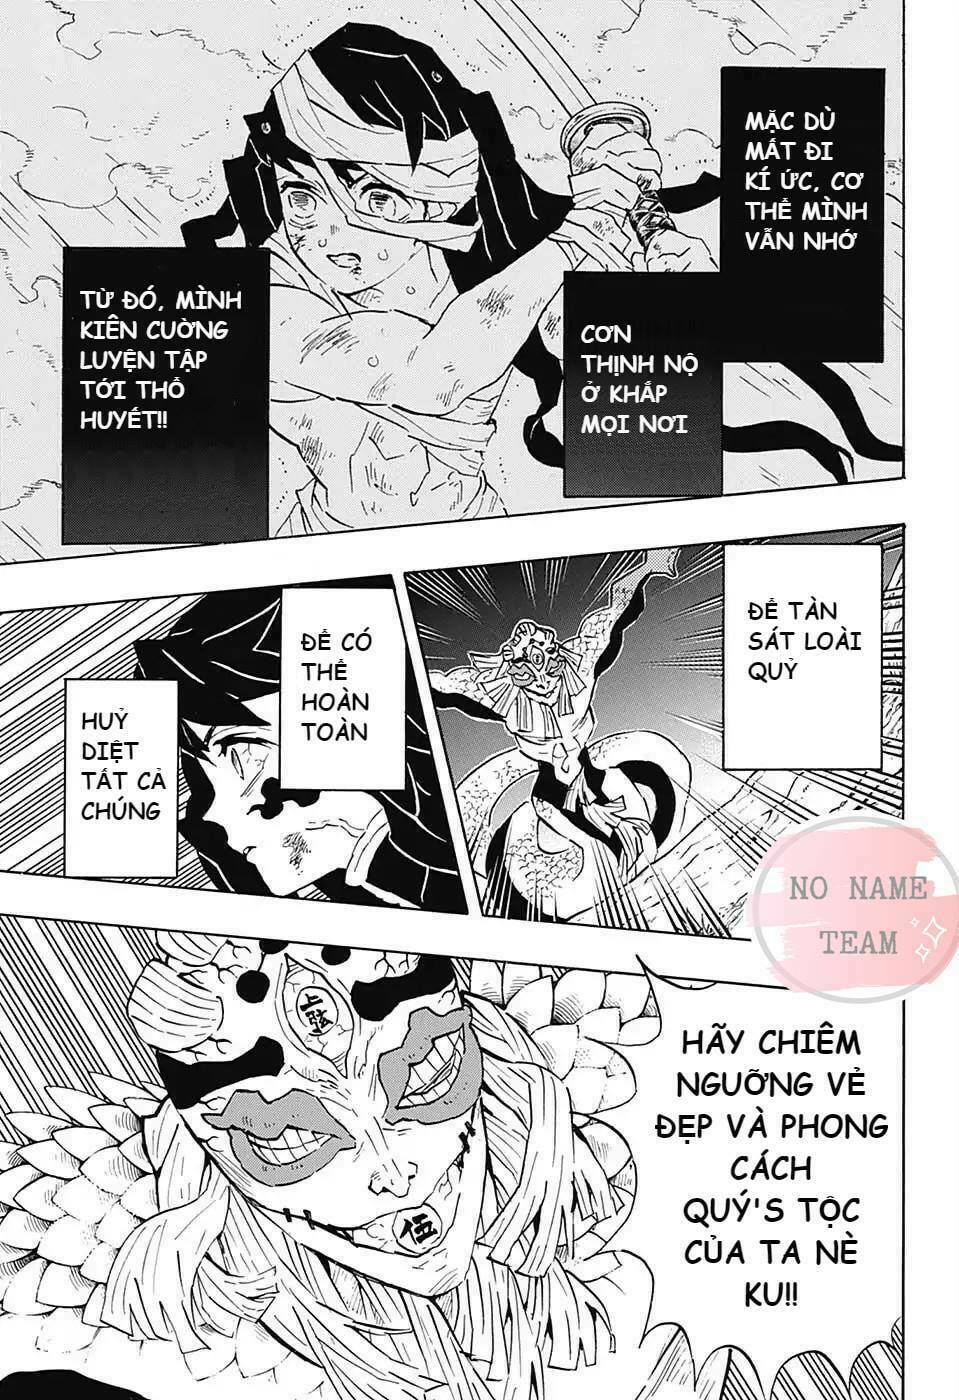 MẶC DÙ
MẤT ĐI
KÍ ỨC, CƠ
THỂ MÌNH
VẪN NHỚ
CƠN
THỊNH NỘ
Ở KHẮP
MỌI NƠI
TỪ ĐÓ, MÌNH
KIÊN CUỜNG
LUYỆN TẬP
TỚI THỔ
HUYẾT!!
ĐỂ TÀN
SÁT LOÀI
QUỶ
ĐỂ CÓ
THỂ
HOÀN
TOÀN
HUỶ
DIỆT
TẤT CẢ
CHÚNG
NO NAME
TEAM
HÃY CHIÊM
NGUỠNG VẺ
ĐẸP VÀ PHONG
CÁCH
QUÝ'S TỘC
CỦA TA NÈ
KU!!
上弦
伍